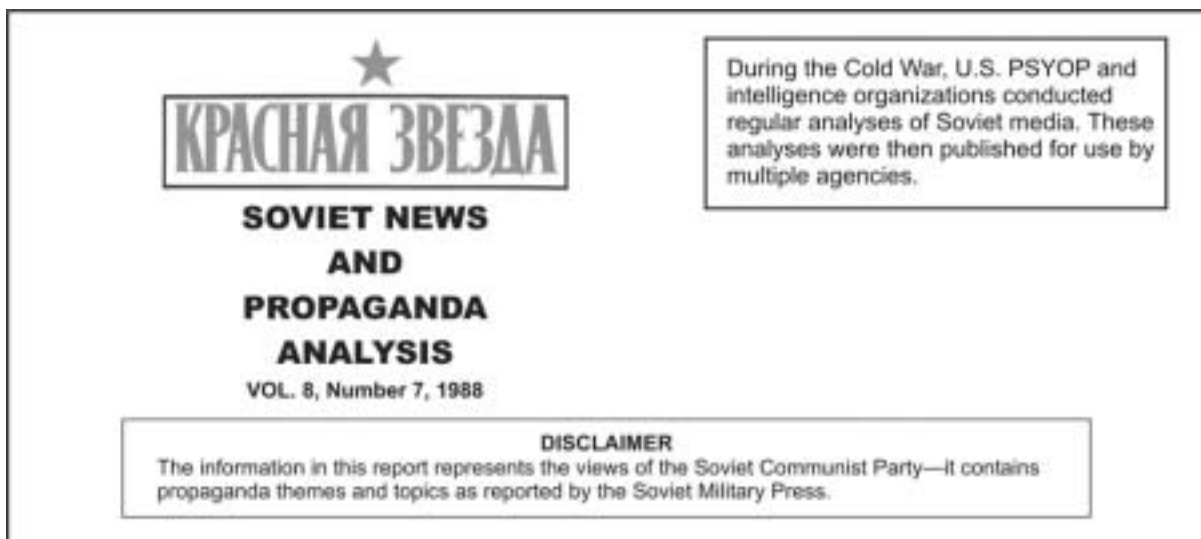 КРАСНАЯ ЗВЕЗДА
SOVIET NEWS
AND
PROPAGANDA
ANALYSIS
VOL. 8, Number 7, 1988
During the Cold War, U.S. PSYOP and
intelligence organizations conducted
regular analyses of Soviet media. These
analyses were then published for use by
multiple agencies.
DISCLAIMER
The information in this report represents the views of the Soviet Communist Party—it contains
propaganda themes and topics as reported by the Soviet Military Press.